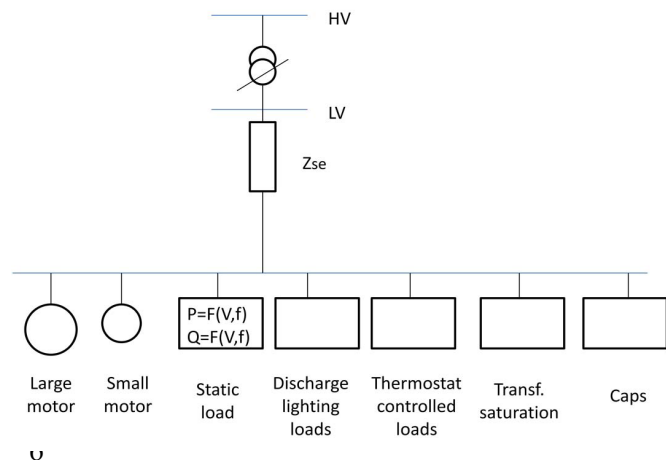 HV
LV
Zse
P=F(V,f)
Q=F(V,f)
Large
motor
Small
motor
Static
load
Discharge
lighting
loads
Thermostat
controlled
loads
Transf.
saturation
Caps